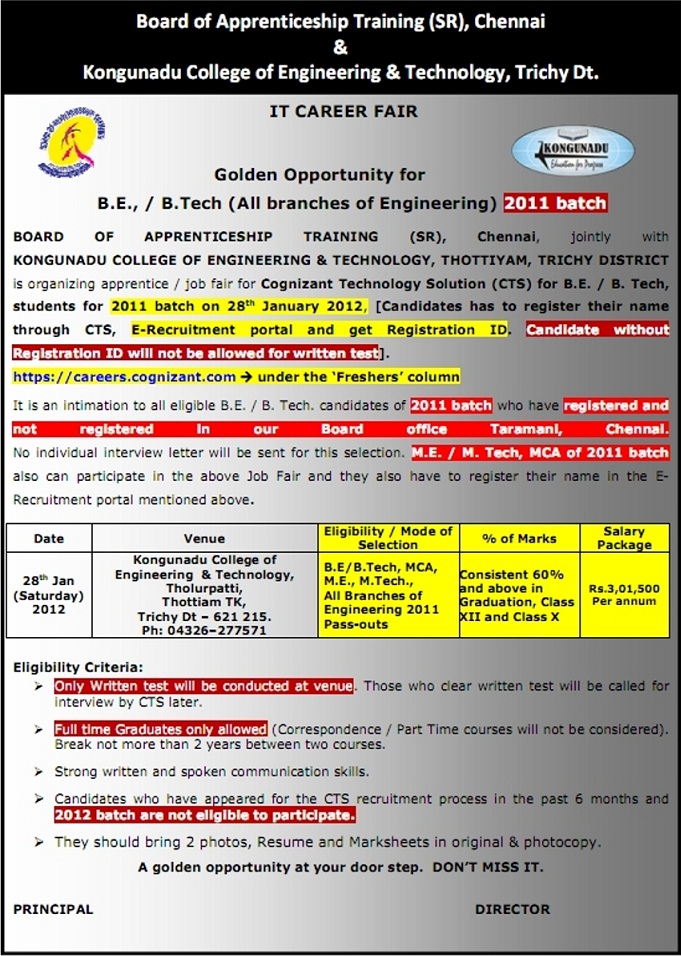 Board of Apprenticeship Training (SR), Chennai
&
Kongunadu College of Engineering & Technology, Trichy Dt.
IT CAREER FAIR
KONGUNADU
Education for Progress
Golden Opportunity for
B.E., / B.Tech (All branches of Engineering) 2011 batch
BOARD OF APPRENTICESHIP TRAINING (SR), Chennai, jointly with
KONGUNADU COLLEGE OF ENGINEERING & TECHNOLOGY, THOTTIYAM, TRICHY DISTRICT
is organizing apprentice / job fair for Cognizant Technology Solution (CTS) for B.E. / B. Tech,
students for 2011 batch on 28th January 2012, [Candidates has to register their name
through CTS, E-Recruitment portal and get Registration ID. Candidate without
Registration ID will not be allowed for written test].
https://careers.cognizant.com → under the ‘Freshers’ column
It is an intimation to all eligible B.E. / B. Tech. candidates of 2011 batch who have registered and
not registered in our Board office Taramani, Chennai.
No individual interview letter will be sent for this selection. M.E. / M. Tech, MCA of 2011 batch
also can participate in the above Job Fair and they also have to register their name in the E-
Recruitment portal mentioned above.
Date
Venue
Eligibility / Mode of
Selection
% of Marks
Salary
Package
28th Jan
(Saturday)
2012
Kongunadu College of
Engineering & Technology,
Tholurpatti,
Thottiam TK,
Trichy Dt – 621 215.
Ph: 04326–277571
B.E/B.Tech, MCA,
M.E., M.Tech.,
All Branches of
Engineering 2011
Pass-outs
Consistent 60%
and above in
Graduation, Class
XII and Class X
Rs.3,01,500
Per annum
Eligibility Criteria:
➢ Only Written test will be conducted at venue. Those who clear written test will be called for
interview by CTS later.
➢ Full time Graduates only allowed (Correspondence / Part Time courses will not be considered).
Break not more than 2 years between two courses.
➢ Strong written and spoken communication skills.
➢ Candidates who have appeared for the CTS recruitment process in the past 6 months and
2012 batch are not eligible to participate.
➢ They should bring 2 photos, Resume and Marksheets in original & photocopy.
A golden opportunity at your door step. DON’T MISS IT.
PRINCIPAL
DIRECTOR